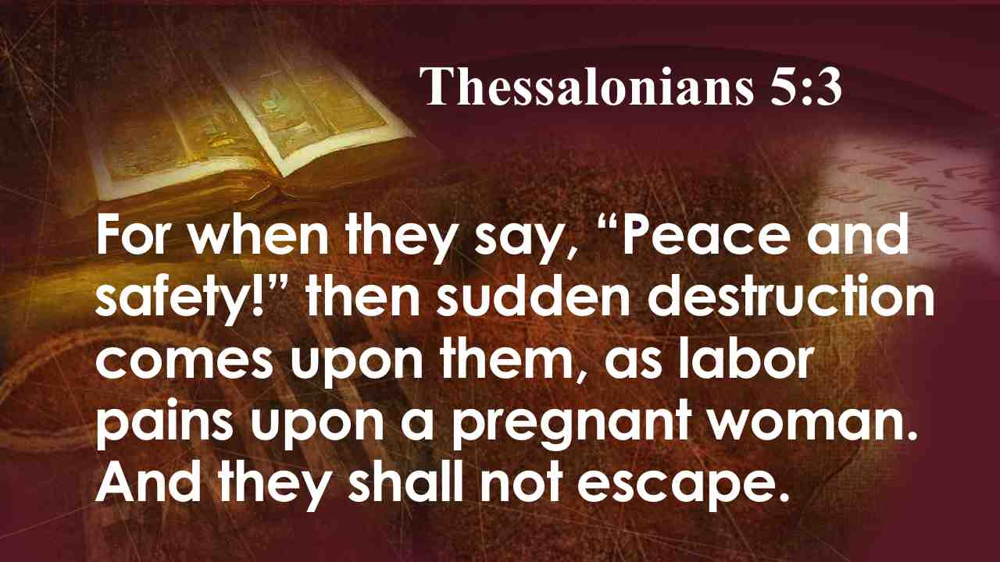 Thessalonians 5:3
For when they say, “Peace and
safety!” then sudden destruction
comes upon them, as labor
pains upon a pregnant woman.
And they shall not escape.